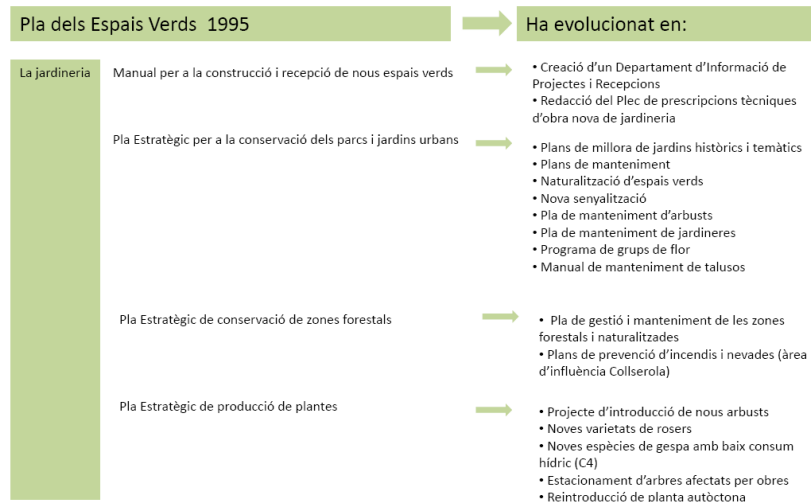 Pla dels Espais Verds 1995
Ha evolucionat en:
La jardineria
Manual per a la construcció i recepció de nous espais verds
• Creació d'un Departament d'Informació de
Projectes i Recepcions
• Redacció del Plec de prescripcions tècniques
d'obra nova de jardineria
Pla Estratègic per a la conservació dels parcs i jardins urbans
• Plans de millora de jardins històrics i temàtics
• Plans de manteniment
• Naturalització d'espais verds
• Nova senyalització
• Pla de manteniment d'arbusts
• Pla de manteniment de jardineres
• Programa de grups de flor
• Manual de manteniment de talusos
Pla Estratègic de conservació de zones forestals
• Pla de gestió i manteniment de les zones
forestals i naturalitzades
• Plans de prevenció d'incendis i nevades (àrea
d'influència Collserola)
Pla Estratègic de producció de plantes
• Projecte d'introducció de nous arbusts
• Noves varietats de rosers
• Noves espècies de gespa amb baix consum
hídric (C4)
• Estacionament d'arbres afectats per obres
• Reintroducció de planta autòctona